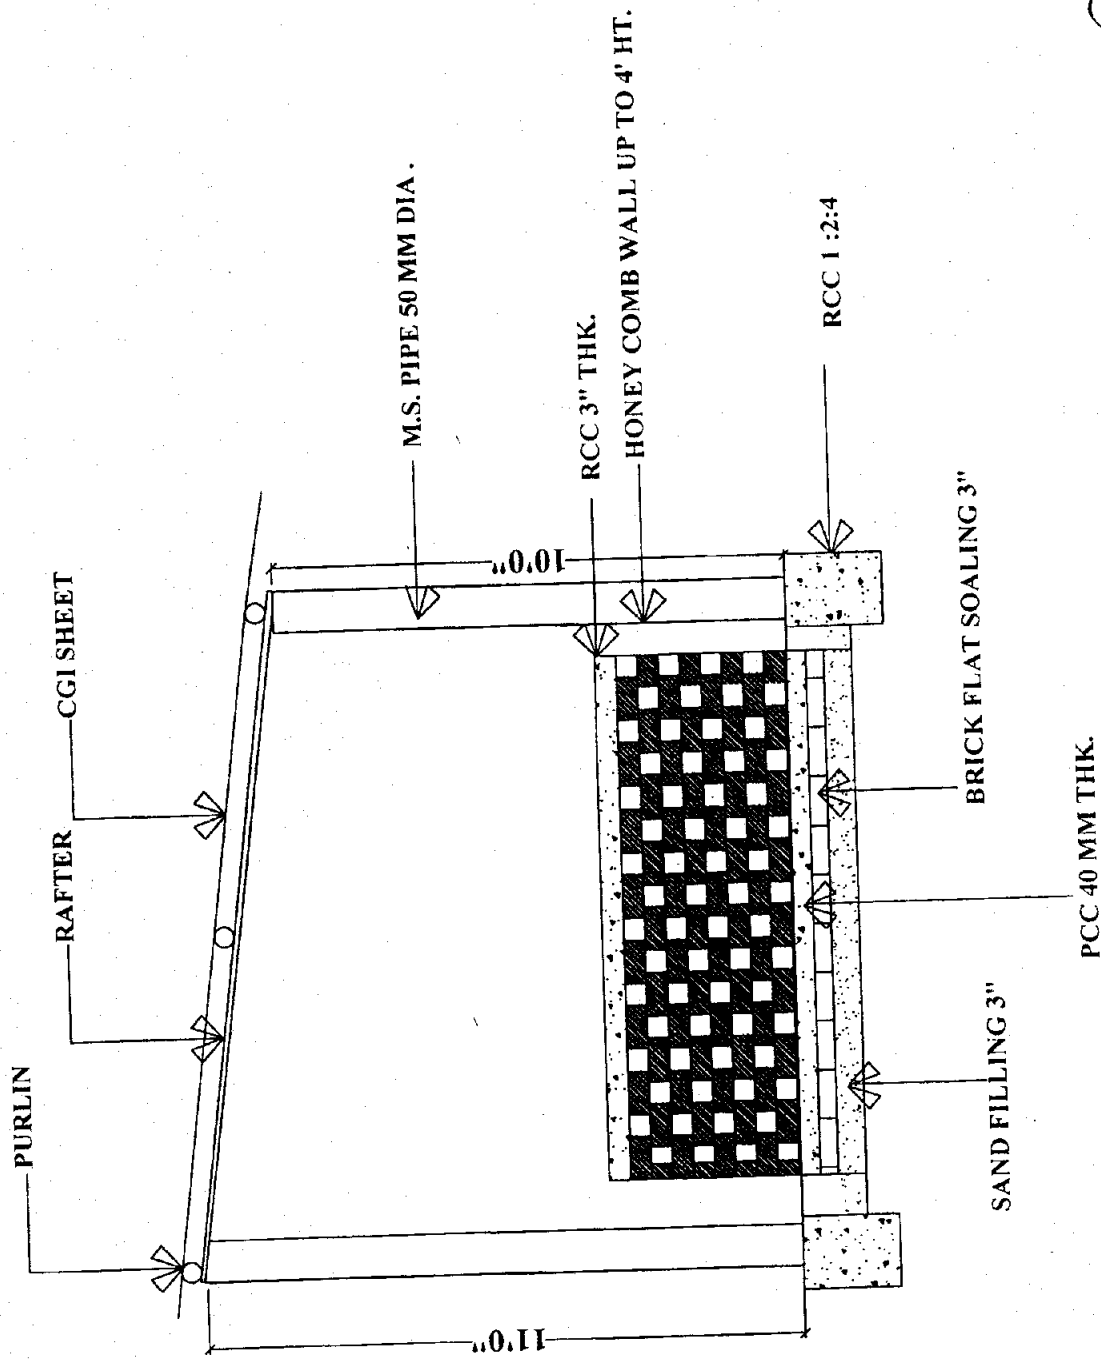 PURLIN
RAFTER
CGI SHEET
M.S. PIPE 50 MM DIA .
RCC 3" THK.
HONEY COMB WALL UP TO 4' HT.
RCC 1 :2:4
10'0"
11'0"
BRICK FLAT SOALING 3"
PCC 40 MM THK.
SAND FILLING 3"